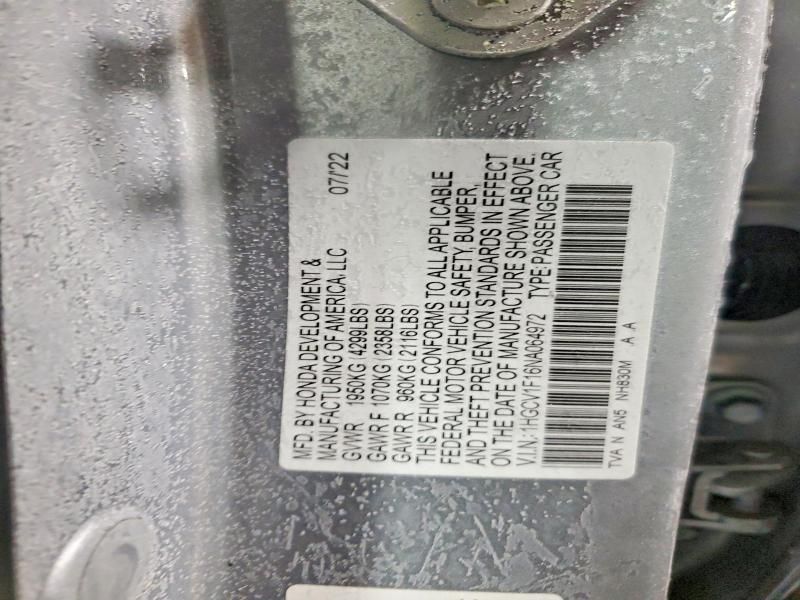 MFD. BY HONDA DEVELOPMENT &
MANUFACTURING OF AMERICA, LLC 07/'22
GVWR 1950KG (4299LBS)
GAWR F 1070KG (2358LBS)
GAWR R 960KG (2116LBS)
THIS VEHICLE CONFORMS TO ALL APPLICABLE
FEDERAL MOTOR VEHICLE SAFETY, BUMPER,
AND THEFT PREVENTION STANDARDS IN EFFECT
ON THE DATE OF MANUFACTURE SHOWN ABOVE.
V.I.N.: 1HGCV1F16NA064972 TYPE: PASSENGER CAR
TVA N AN5 NH830M A A